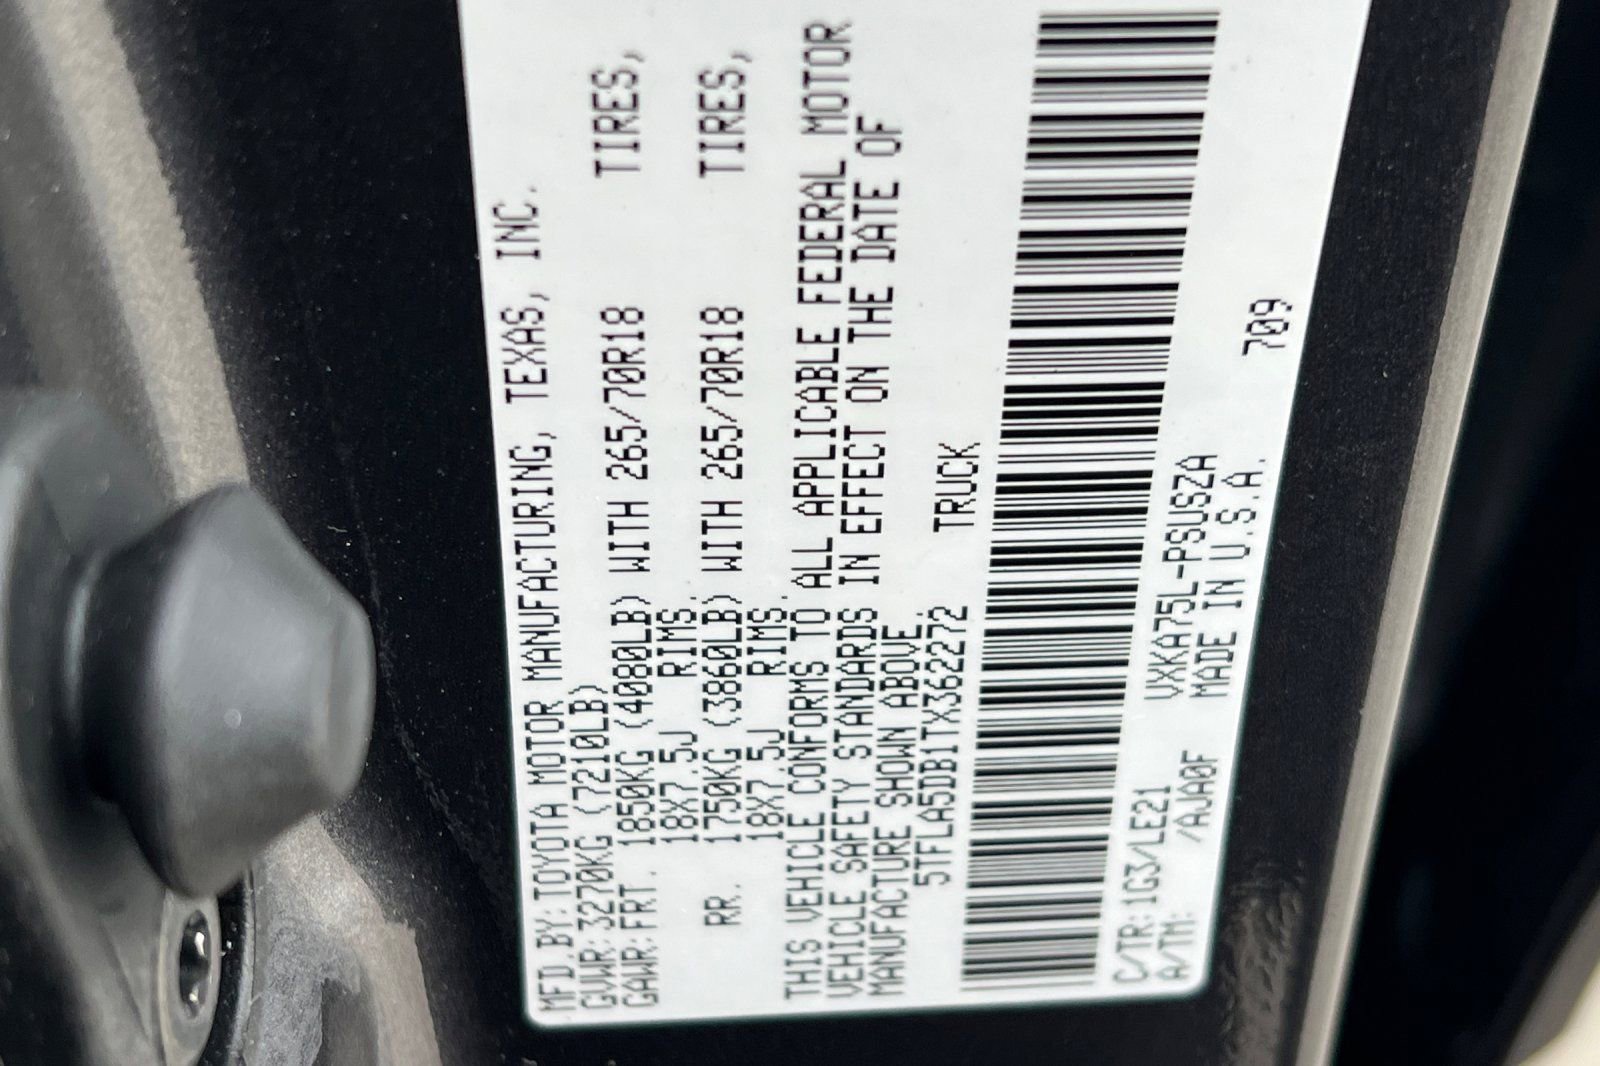 MFD.BY:TOYOTA MOTOR MANUFACTURING, TEXAS, INC.
GVWR:3270KG (7210LB)
GAWR:FRT. 1850KG (4080LB) WITH 265/70R18 TIRES,
18X7.5J RIMS.
RR. 1750KG (3860LB) WITH 265/70R18 TIRES,
18X7.5J RIMS.
THIS VEHICLE CONFORMS TO ALL APPLICABLE FEDERAL MOTOR
VEHICLE SAFETY STANDARDS IN EFFECT ON THE DATE OF
MANUFACTURE SHOWN ABOVE.
5TFLA5DB1TX362272 TRUCK
C/TR:1G3/LE21 VXKA75L-PSUSZA 709
A/TM: /AJA0F MADE IN U.S.A.